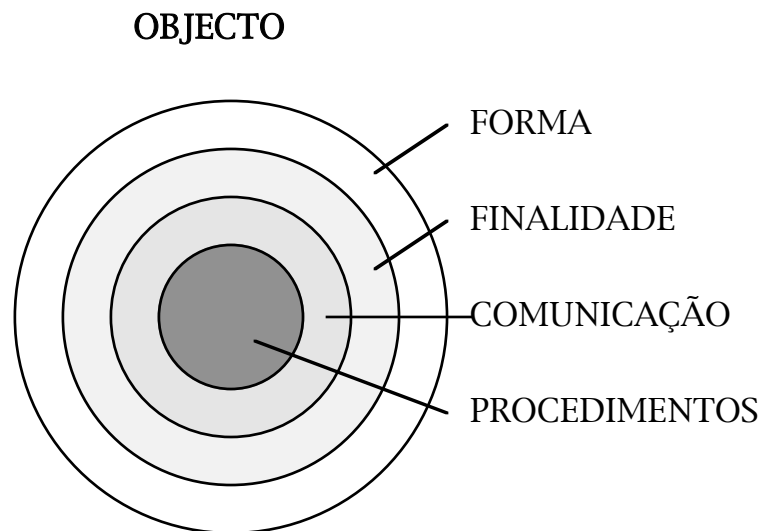 OBJECTO
FORMA
FINALIDADE
COMUNICAÇÃO
PROCEDIMENTOS